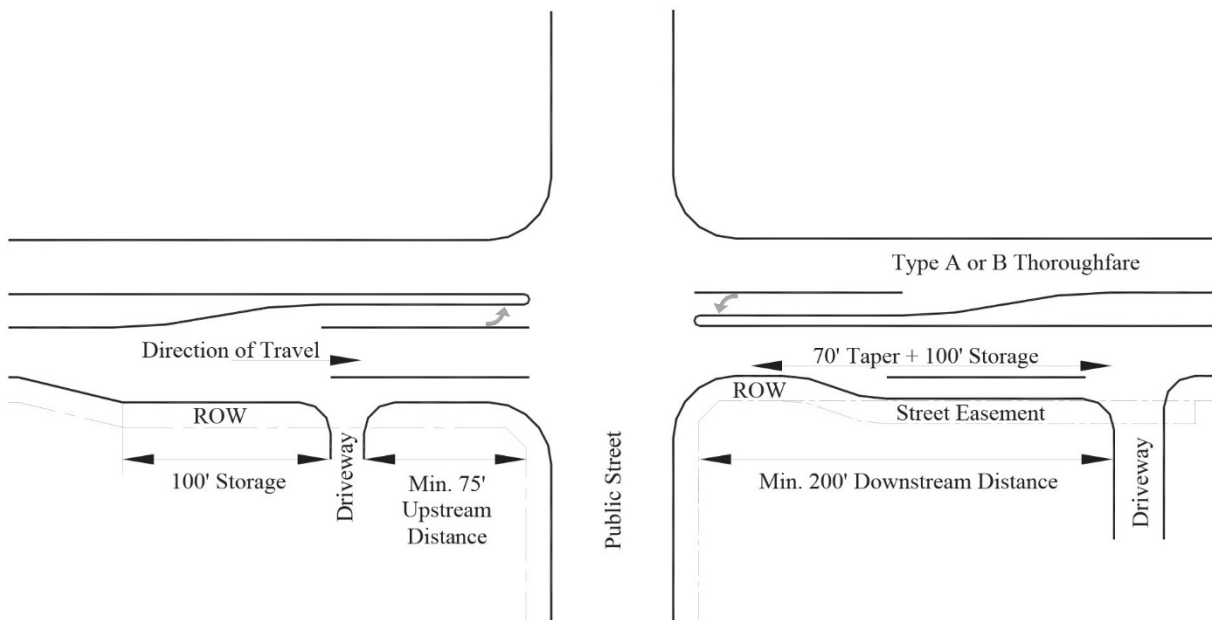 Type A or B Thoroughfare
Direction of Travel
70' Taper + 100' Storage
ROW
ROW
Street Easement
100' Storage
Driveway
Min. 75'
Upstream
Distance
Public Street
Min. 200' Downstream Distance
Driveway